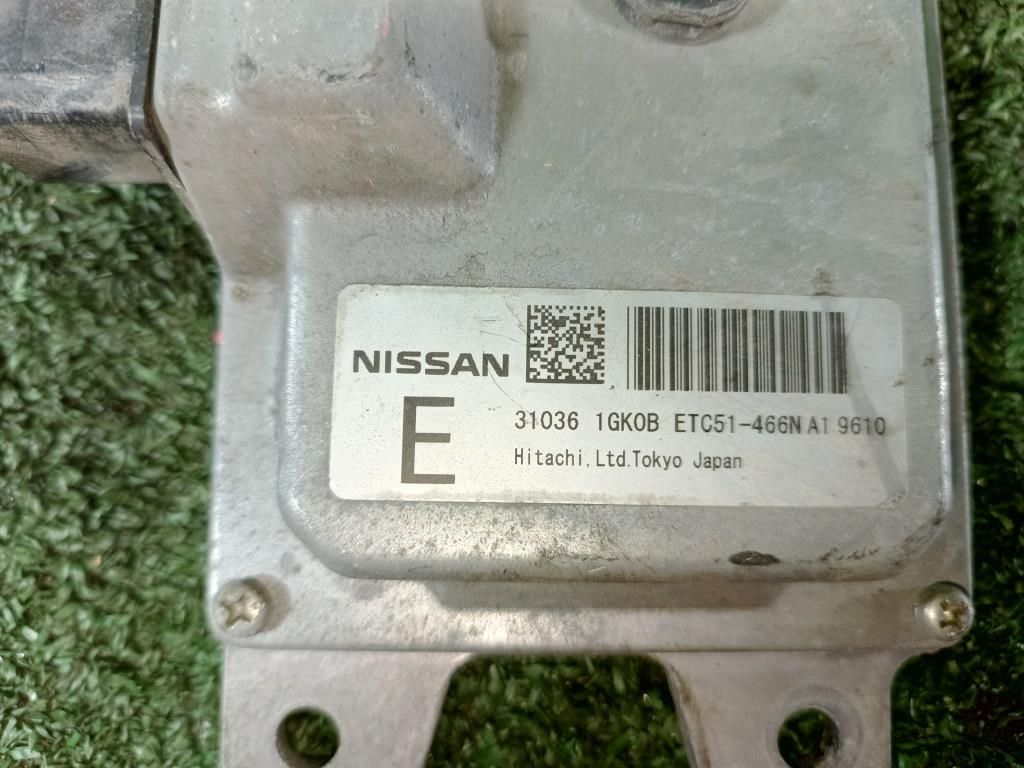 NISSAN
E
31036 1GK0B ETC51-466N A1 9610
Hitachi, Ltd. Tokyo Japan